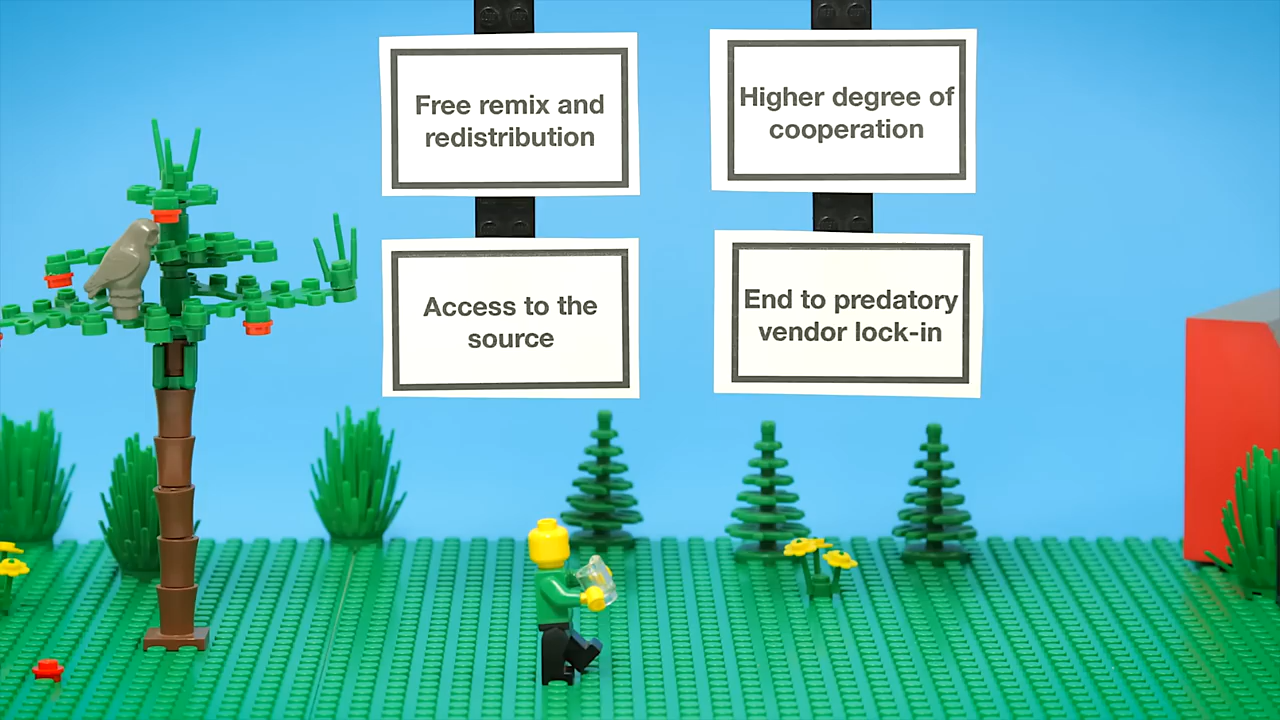 Free remix and
redistribution
Higher degree of
cooperation
Access to the
source
End to predatory
vendor lock-in